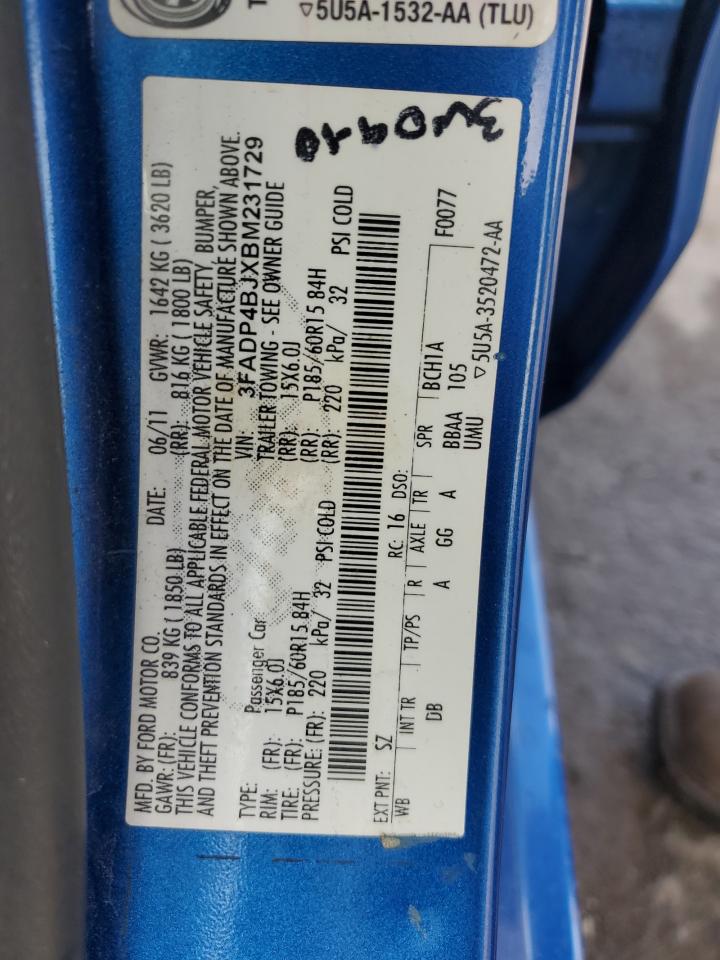 ▽5U5A-1532-AA (TLU)
MFD. BY FORD MOTOR CO.
DATE: 06/11 GVWR: 1642 KG ( 3620 LB)
GAWR: (FR): 839 KG ( 1850 LB) (RR): 816 KG ( 1800 LB)
THIS VEHICLE CONFORMS TO ALL APPLICABLE FEDERAL MOTOR VEHICLE SAFETY, BUMPER,
AND THEFT PREVENTION STANDARDS IN EFFECT ON THE DATE OF MANUFACTURE SHOWN ABOVE.
VIN: 3FADP4BJXBM231729
TYPE: Passenger Car TRAILER TOWING - SEE OWNER GUIDE
RIM: (FR): 15X6.0J (RR): 15X6.0J
TIRE: (FR): P185/60R15 84H (RR): P185/60R15 84H
PRESSURE: (FR): 220 kPa/ 32 PSI COLD (RR): 220 kPa/ 32 PSI COLD
EXT PNT: SZ RC: 16 DSO: F0077
WB INT TR TP/PS R AXLE TR SPR BCH1A
DB A GG A BBAA 105
UMU
▽5U5A-3520472-AA